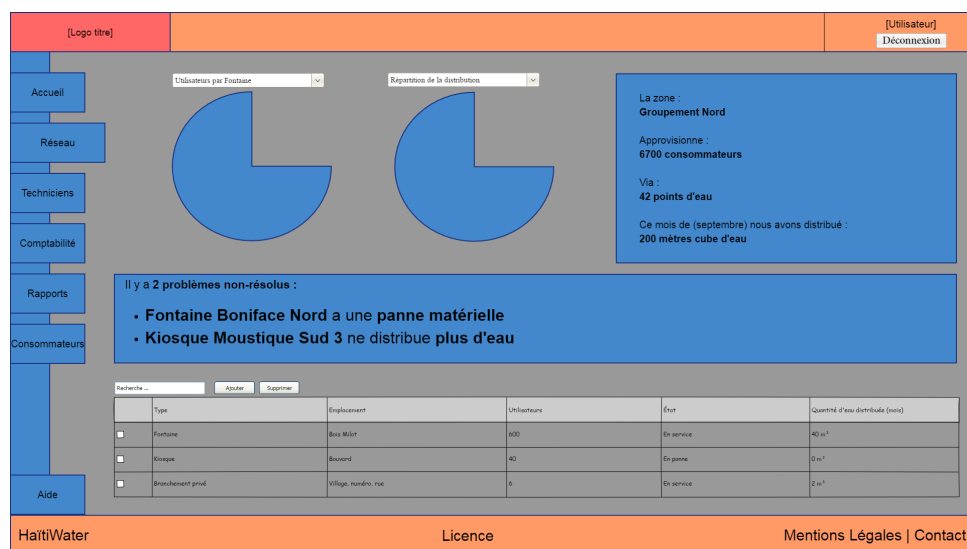 [Logo titre]
[Utilisateur]
Déconnexion
Accueil
Réseau
Techniciens
Comptabilité
Rapports
Consommateurs
Aide
Utilisateurs par Fontaine
Répartition de la distribution
La zone :
Groupement Nord
Approvisionne :
6700 consommateurs
Via :
42 points d'eau
Ce mois de (septembre) nous avons distribué :
200 mètres cube d'eau
Il y a 2 problèmes non-résolus :
• Fontaine Boniface Nord a une panne matérielle
• Kiosque Moustique Sud 3 ne distribue plus d'eau
Recherche ... Ajouter Supprimer
Type Emplacement Utilisateurs État Quantité d'eau distribuée (mois)
Fontaine Bois Milot 600 En service 40 m³
Kiosque Bouvard 40 En panne 0 m³
Branchement privé Village, numéro, rue 6 En service 2 m³
HaïtiWater Licence Mentions Légales | Contact